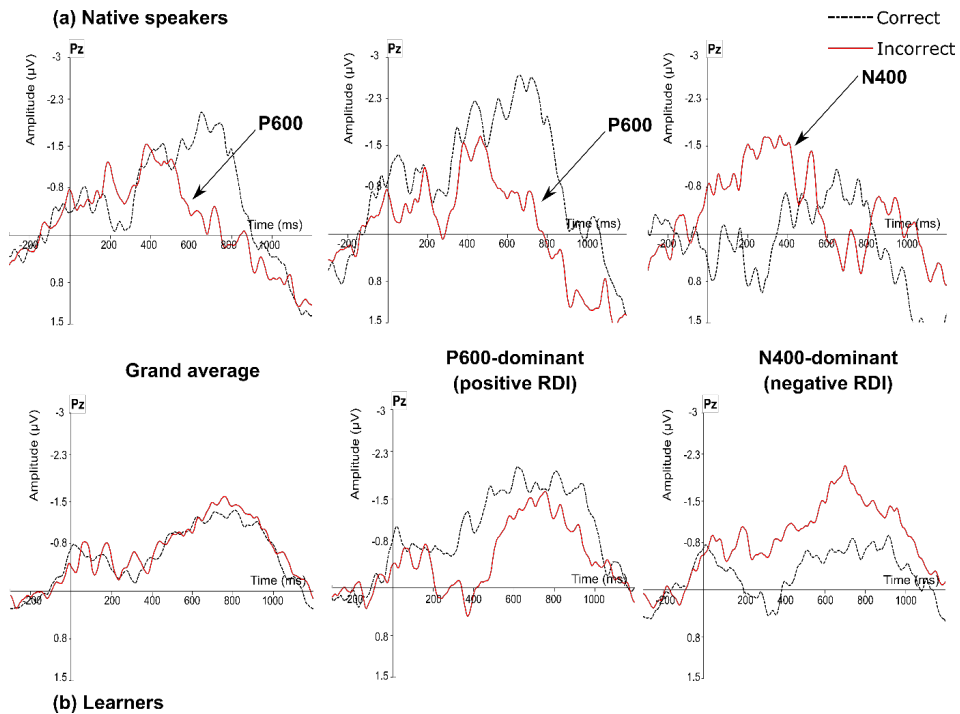 (a) Native speakers
Correct
Incorrect
Pz
-3
-2.3
-1.5
-0.8
0.8
1.5
Amplitude (µV)
P600
Time (ms)
-200
200
400
600
800
1000
Pz
-3
-2.3
-1.5
-0.8
0.8
1.5
Amplitude (µV)
P600
Time (ms)
-200
200
400
600
800
1000
Pz
-3
-2.3
-1.5
-0.8
0.8
1.5
Amplitude (µV)
N400
Time (ms)
-200
200
400
600
800
1000
Grand average
P600-dominant
(positive RDI)
N400-dominant
(negative RDI)
Pz
-3
-2.3
-1.5
-0.8
0.8
1.5
Amplitude (µV)
Time (ms)
-200
200
400
600
800
1000
Pz
-3
-2.3
-1.5
-0.8
0.8
1.5
Amplitude (µV)
Time (ms)
-200
200
400
600
800
1000
Pz
-3
-2.3
-1.5
-0.8
0.8
1.5
Amplitude (µV)
Time (ms)
-200
200
400
600
800
1000
(b) Learners